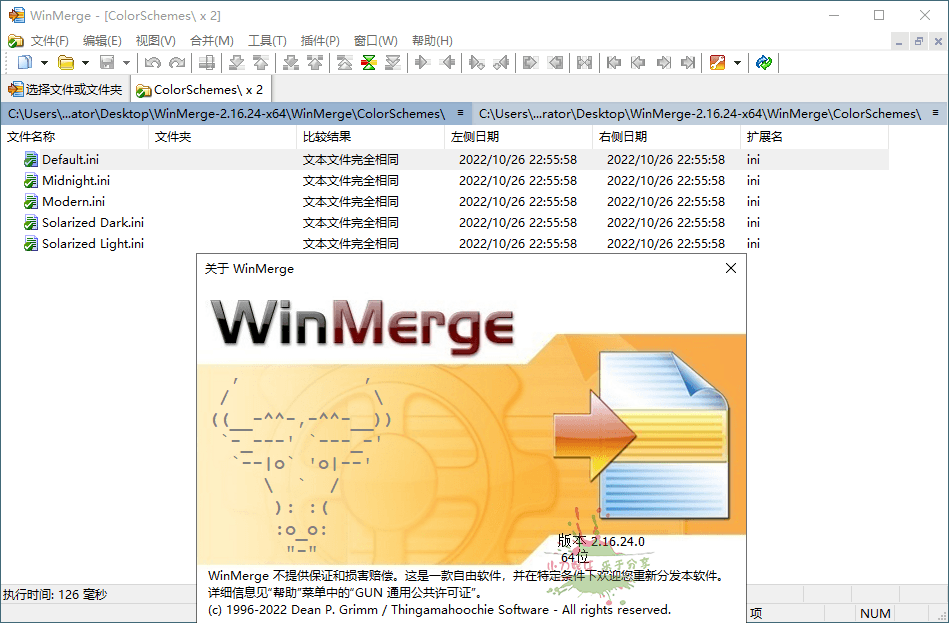 WinMerge - [ColorSchemes\ x 2]
文件(F) 编辑(E) 视图(V) 合并(M) 工具(T) 插件(P) 窗口(W) 帮助(H)
选择文件或文件夹 ColorSchemes\ x 2
C:\Users\...ator\Desktop\WinMerge-2.16.24-x64\WinMerge\ColorSchemes\ C:\Users\...rator\Desktop\WinMerge-2.16.24-x64\WinMerge\ColorSchemes\
文件名称 文件夹 比较结果 左侧日期 右侧日期 扩展名
Default.ini 文本文件完全相同 2022/10/26 22:55:58 2022/10/26 22:55:58 ini
Midnight.ini 文本文件完全相同 2022/10/26 22:55:58 2022/10/26 22:55:58 ini
Modern.ini 文本文件完全相同 2022/10/26 22:55:58 2022/10/26 22:55:58 ini
Solarized Dark.ini 文本文件完全相同 2022/10/26 22:55:58 2022/10/26 22:55:58 ini
Solarized Light.ini 文本文件完全相同 2022/10/26 22:55:58 2022/10/26 22:55:58 ini
关于 WinMerge
WinMerge
版本 2.16.24.0
64位
乐于分享
WinMerge 不提供保证和损害赔偿。这是一款自由软件，并在特定条件下欢迎您重新分发本软件。
详细信息见“帮助”菜单中的“GUN 通用公共许可证”。
(c) 1996-2022 Dean P. Grimm / Thingamahoochie Software - All rights reserved.
执行时间: 126 毫秒
项 NUM